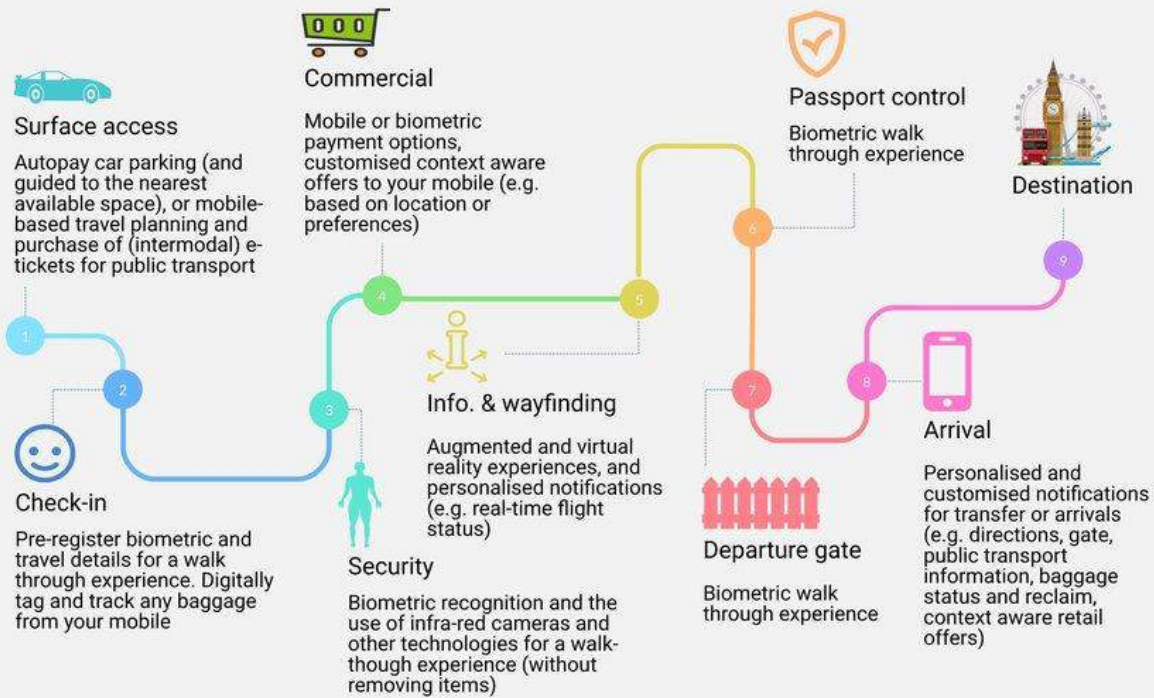 1
Surface access
Autopay car parking (and
guided to the nearest
available space), or mobile-
based travel planning and
purchase of (intermodal) e-
tickets for public transport
2
Check-in
Pre-register biometric and
travel details for a walk
through experience. Digitally
tag and track any baggage
from your mobile
3
Security
Biometric recognition and the
use of infra-red cameras and
other technologies for a walk-
though experience (without
removing items)
000
4
Commercial
Mobile or biometric
payment options,
customised context aware
offers to your mobile (e.g.
based on location or
preferences)
5
Info. & wayfinding
Augmented and virtual
reality experiences, and
personalised notifications
(e.g. real-time flight
status)
6
Passport control
Biometric walk
through experience
7
Departure gate
Biometric walk
through experience
8
Arrival
Personalised and
customised notifications
for transfer or arrivals
(e.g. directions, gate,
public transport
information, baggage
status and reclaim,
context aware retail
offers)
9
Destination